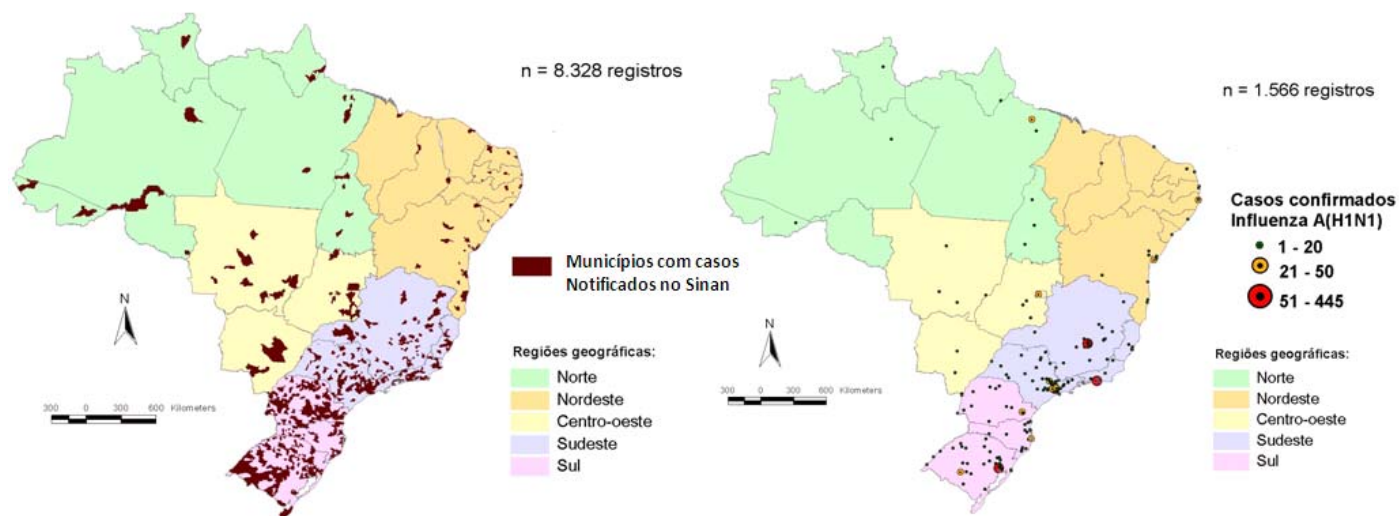 n = 8.328 registros
Municípios com casos
Notificados no Sinan
N
Regiões geográficas:
Norte
Nordeste
Centro-oeste
Sudeste
Sul
300 0 300 600 Kilometers
n = 1.566 registros
Casos confirmados
Influenza A(H1N1)
1 - 20
21 - 50
51 - 445
N
Regiões geográficas:
Norte
Nordeste
Centro-oeste
Sudeste
Sul
300 0 300 600 Kilometers